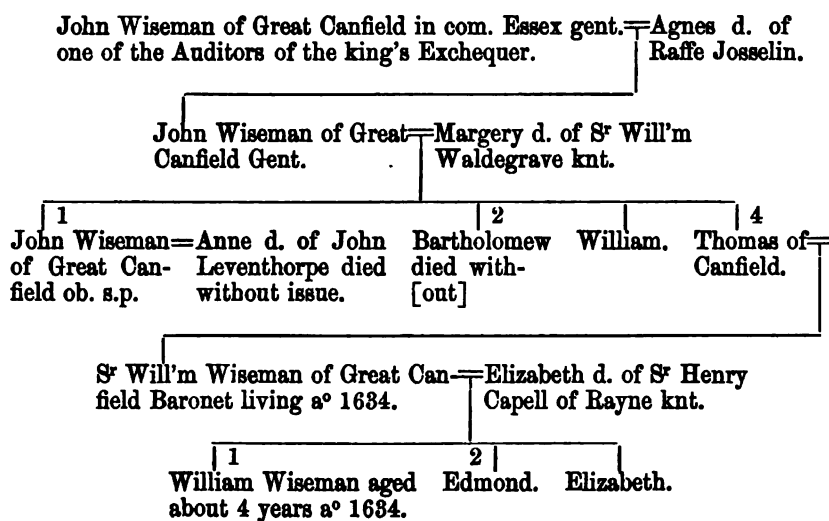 John Wiseman of Great Canfield in com. Essex gent.=Agnes d. of
one of the Auditors of the king's Exchequer. Raffe Josselin.
John Wiseman of Great=Margery d. of Sr Will'm
Canfield Gent. Waldegrave knt.
1 2 4
John Wiseman=Anne d. of John Bartholomew William. Thomas of=
of Great Can- Leventhorpe died died with- Canfield.
field ob. s.p. without issue. [out]
Sr Will'm Wiseman of Great Can-=Elizabeth d. of Sr Henry
field Baronet living aº 1634. Capell of Rayne knt.
1 2
William Wiseman aged Edmond. Elizabeth.
about 4 years aº 1634.